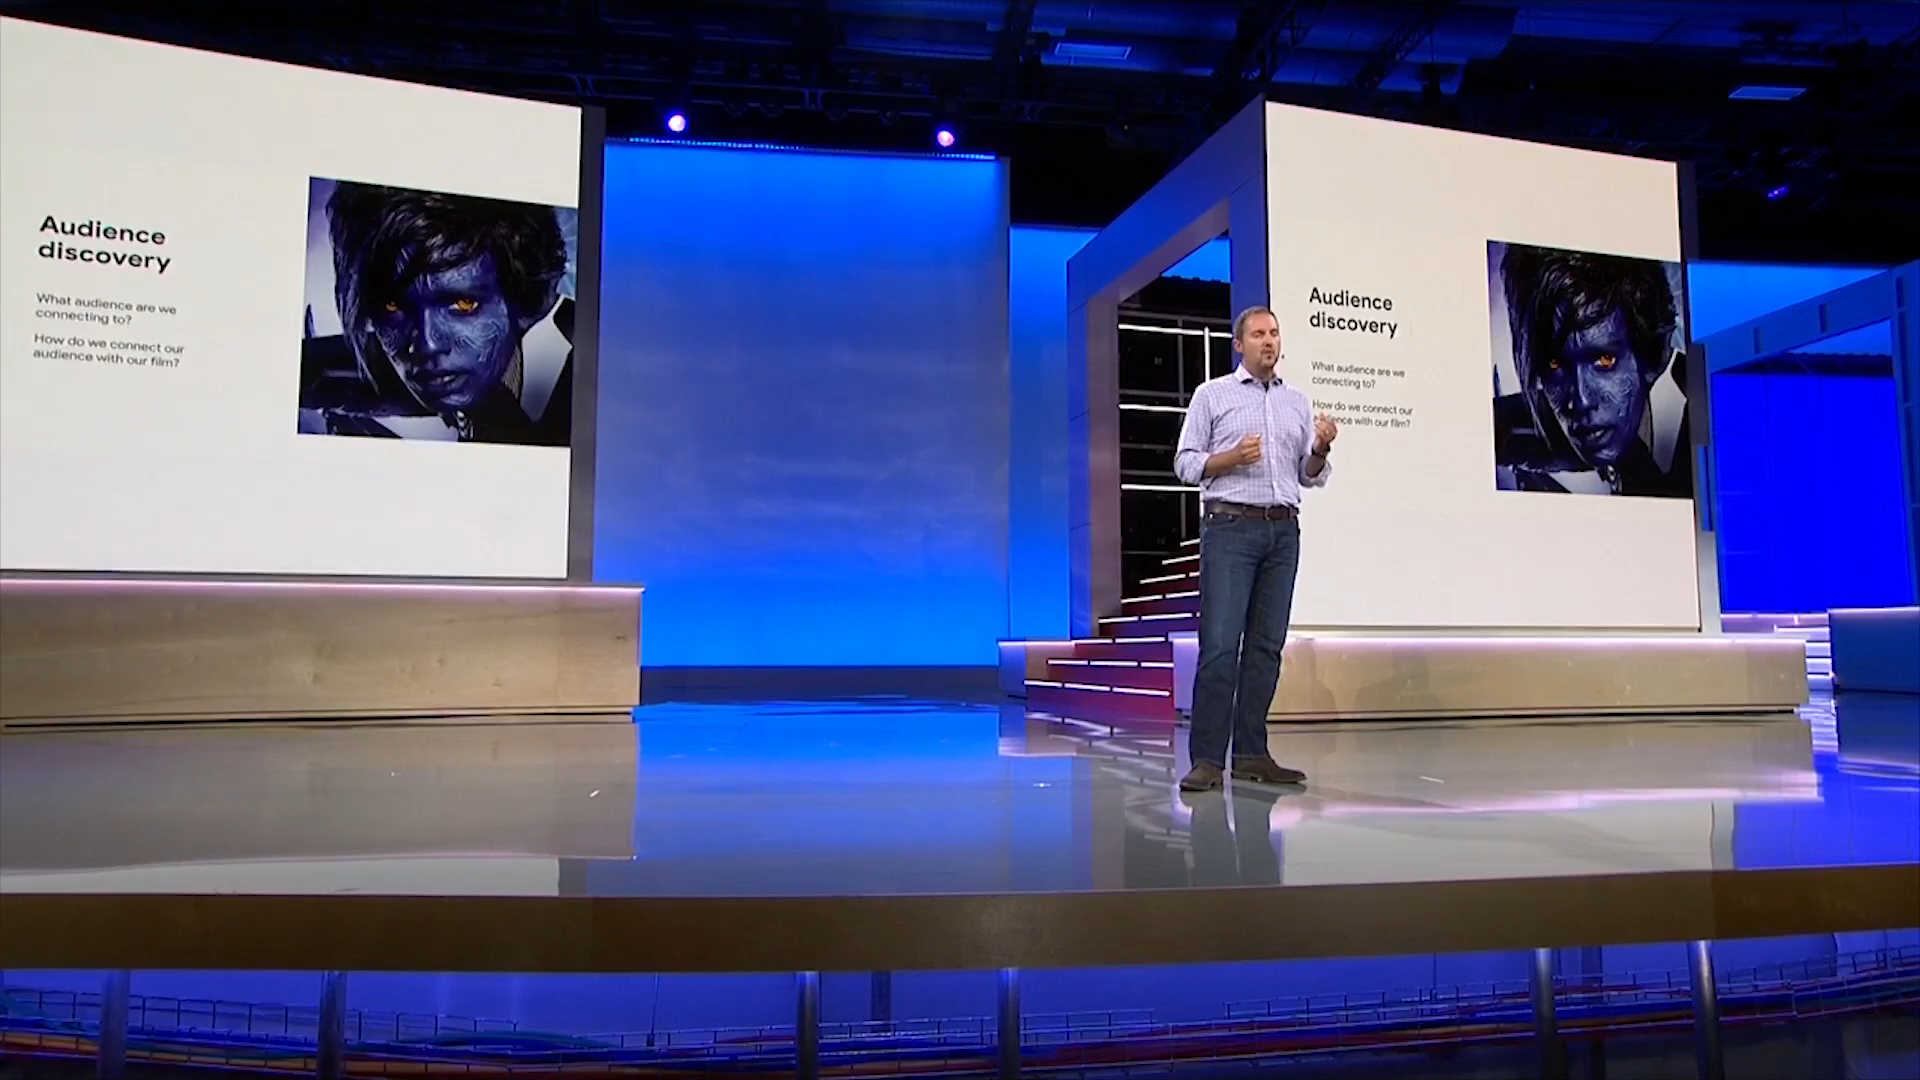 Audience
discovery
What audience are we
connecting to?
How do we connect our
audience with our film?
Audience
discovery
What audience are we
connecting to?
How do we connect our
audience with our film?